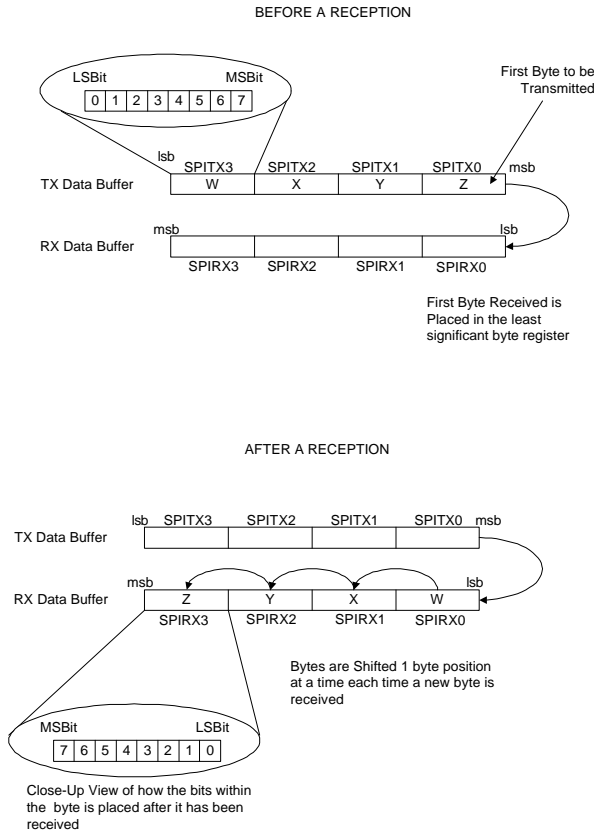 BEFORE A RECEPTION
LSBit MSBit
0 1 2 3 4 5 6 7
First Byte to be
Transmitted
lsb SPITX3 SPITX2 SPITX1 SPITX0 msb
TX Data Buffer W X Y Z
msb lsb
RX Data Buffer
SPIRX3 SPIRX2 SPIRX1 SPIRX0
First Byte Received is
Placed in the least
significant byte register
AFTER A RECEPTION
lsb SPITX3 SPITX2 SPITX1 SPITX0 msb
TX Data Buffer
msb lsb
RX Data Buffer Z Y X W
SPIRX3 SPIRX2 SPIRX1 SPIRX0
Bytes are Shifted 1 byte position
at a time each time a new byte is
received
MSBit LSBit
7 6 5 4 3 2 1 0
Close-Up View of how the bits within
the byte is placed after it has been
received